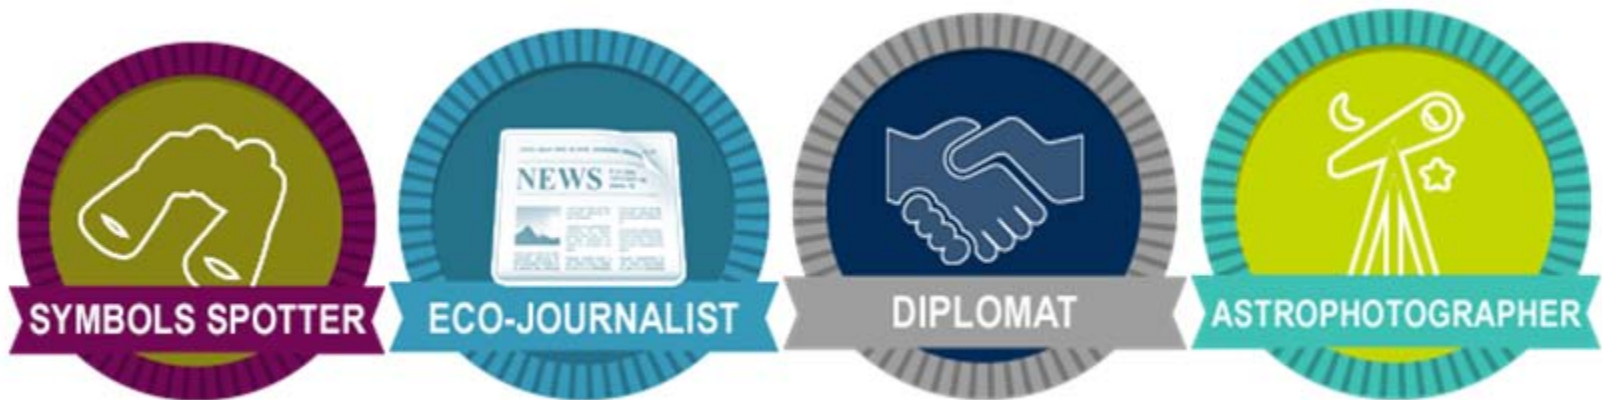 NEWS
SYMBOLS SPOTTER
ECO-JOURNALIST
DIPLOMAT
ASTROPHOTOGRAPHER